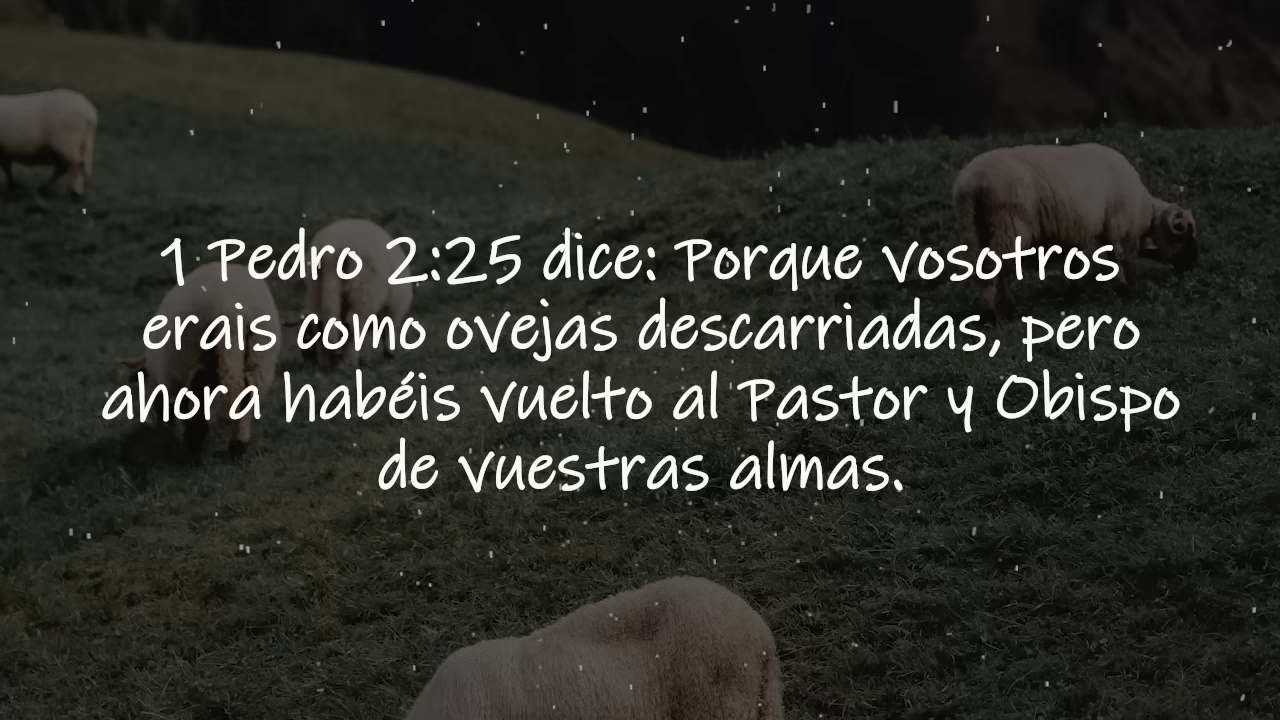 1 Pedro 2:25 dice: Porque vosotros
erais como ovejas descarriadas, pero
ahora habéis vuelto al Pastor y Obispo
de vuestras almas.